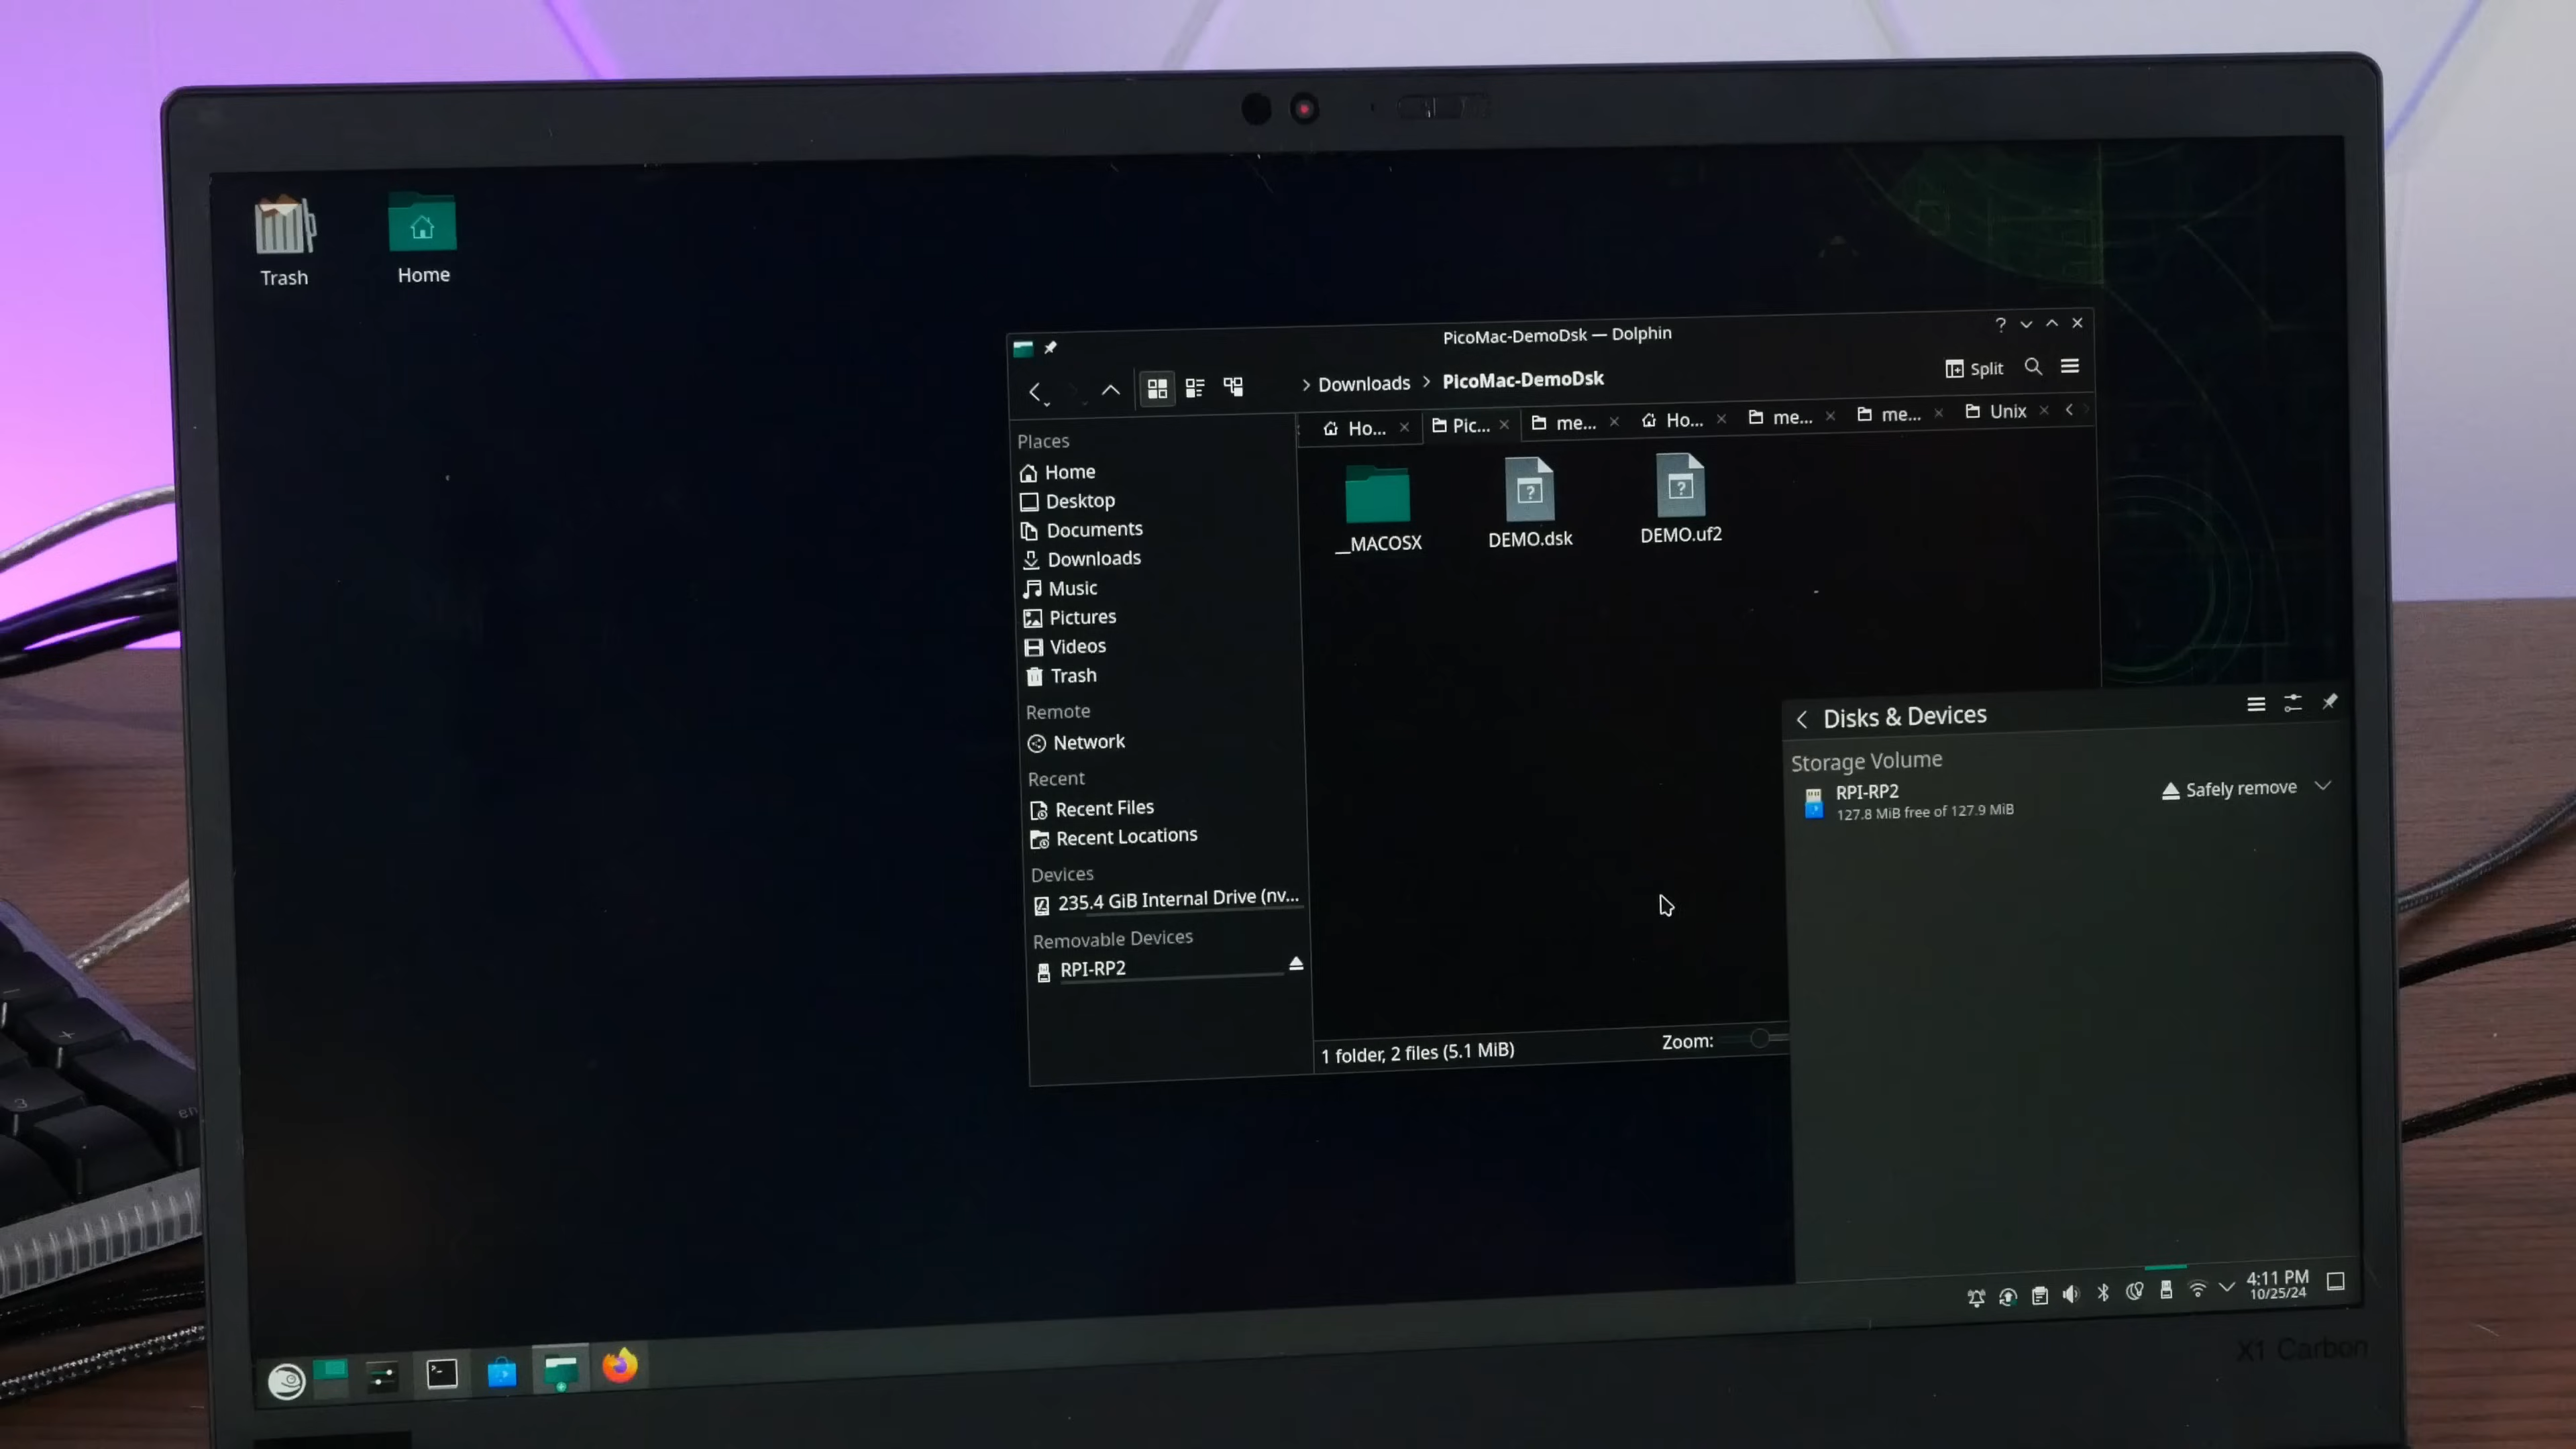 Trash
Home
PicoMac-DemoDsk — Dolphin
Downloads
PicoMac-DemoDsk
Split
Ho...
Pic...
me...
Ho...
me...
me...
Unix
Places
Home
Desktop
Documents
Downloads
Music
Pictures
Videos
Trash
Remote
Network
Recent
Recent Files
Recent Locations
Devices
235.4 GiB Internal Drive (nv...
Removable Devices
RPI-RP2
__MACOSX
DEMO.dsk
DEMO.uf2
1 folder, 2 files (5.1 MiB)
Zoom:
Disks & Devices
Storage Volume
RPI-RP2
127.8 MiB free of 127.9 MiB
Safely remove
4:11 PM
10/25/24
X1 Carbon
+
3
en